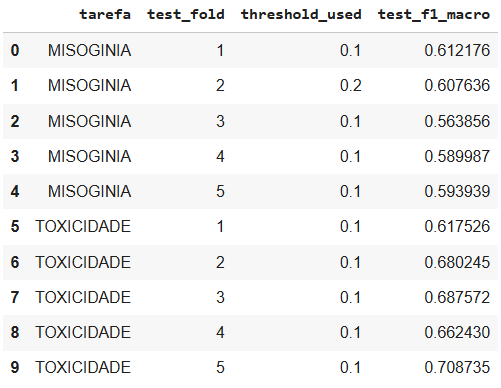 tarefa test_fold threshold_used test_f1_macro
0 MISOGINIA 1 0.1 0.612176
1 MISOGINIA 2 0.2 0.607636
2 MISOGINIA 3 0.1 0.563856
3 MISOGINIA 4 0.1 0.589987
4 MISOGINIA 5 0.1 0.593939
5 TOXICIDADE 1 0.1 0.617526
6 TOXICIDADE 2 0.1 0.680245
7 TOXICIDADE 3 0.1 0.687572
8 TOXICIDADE 4 0.1 0.662430
9 TOXICIDADE 5 0.1 0.708735